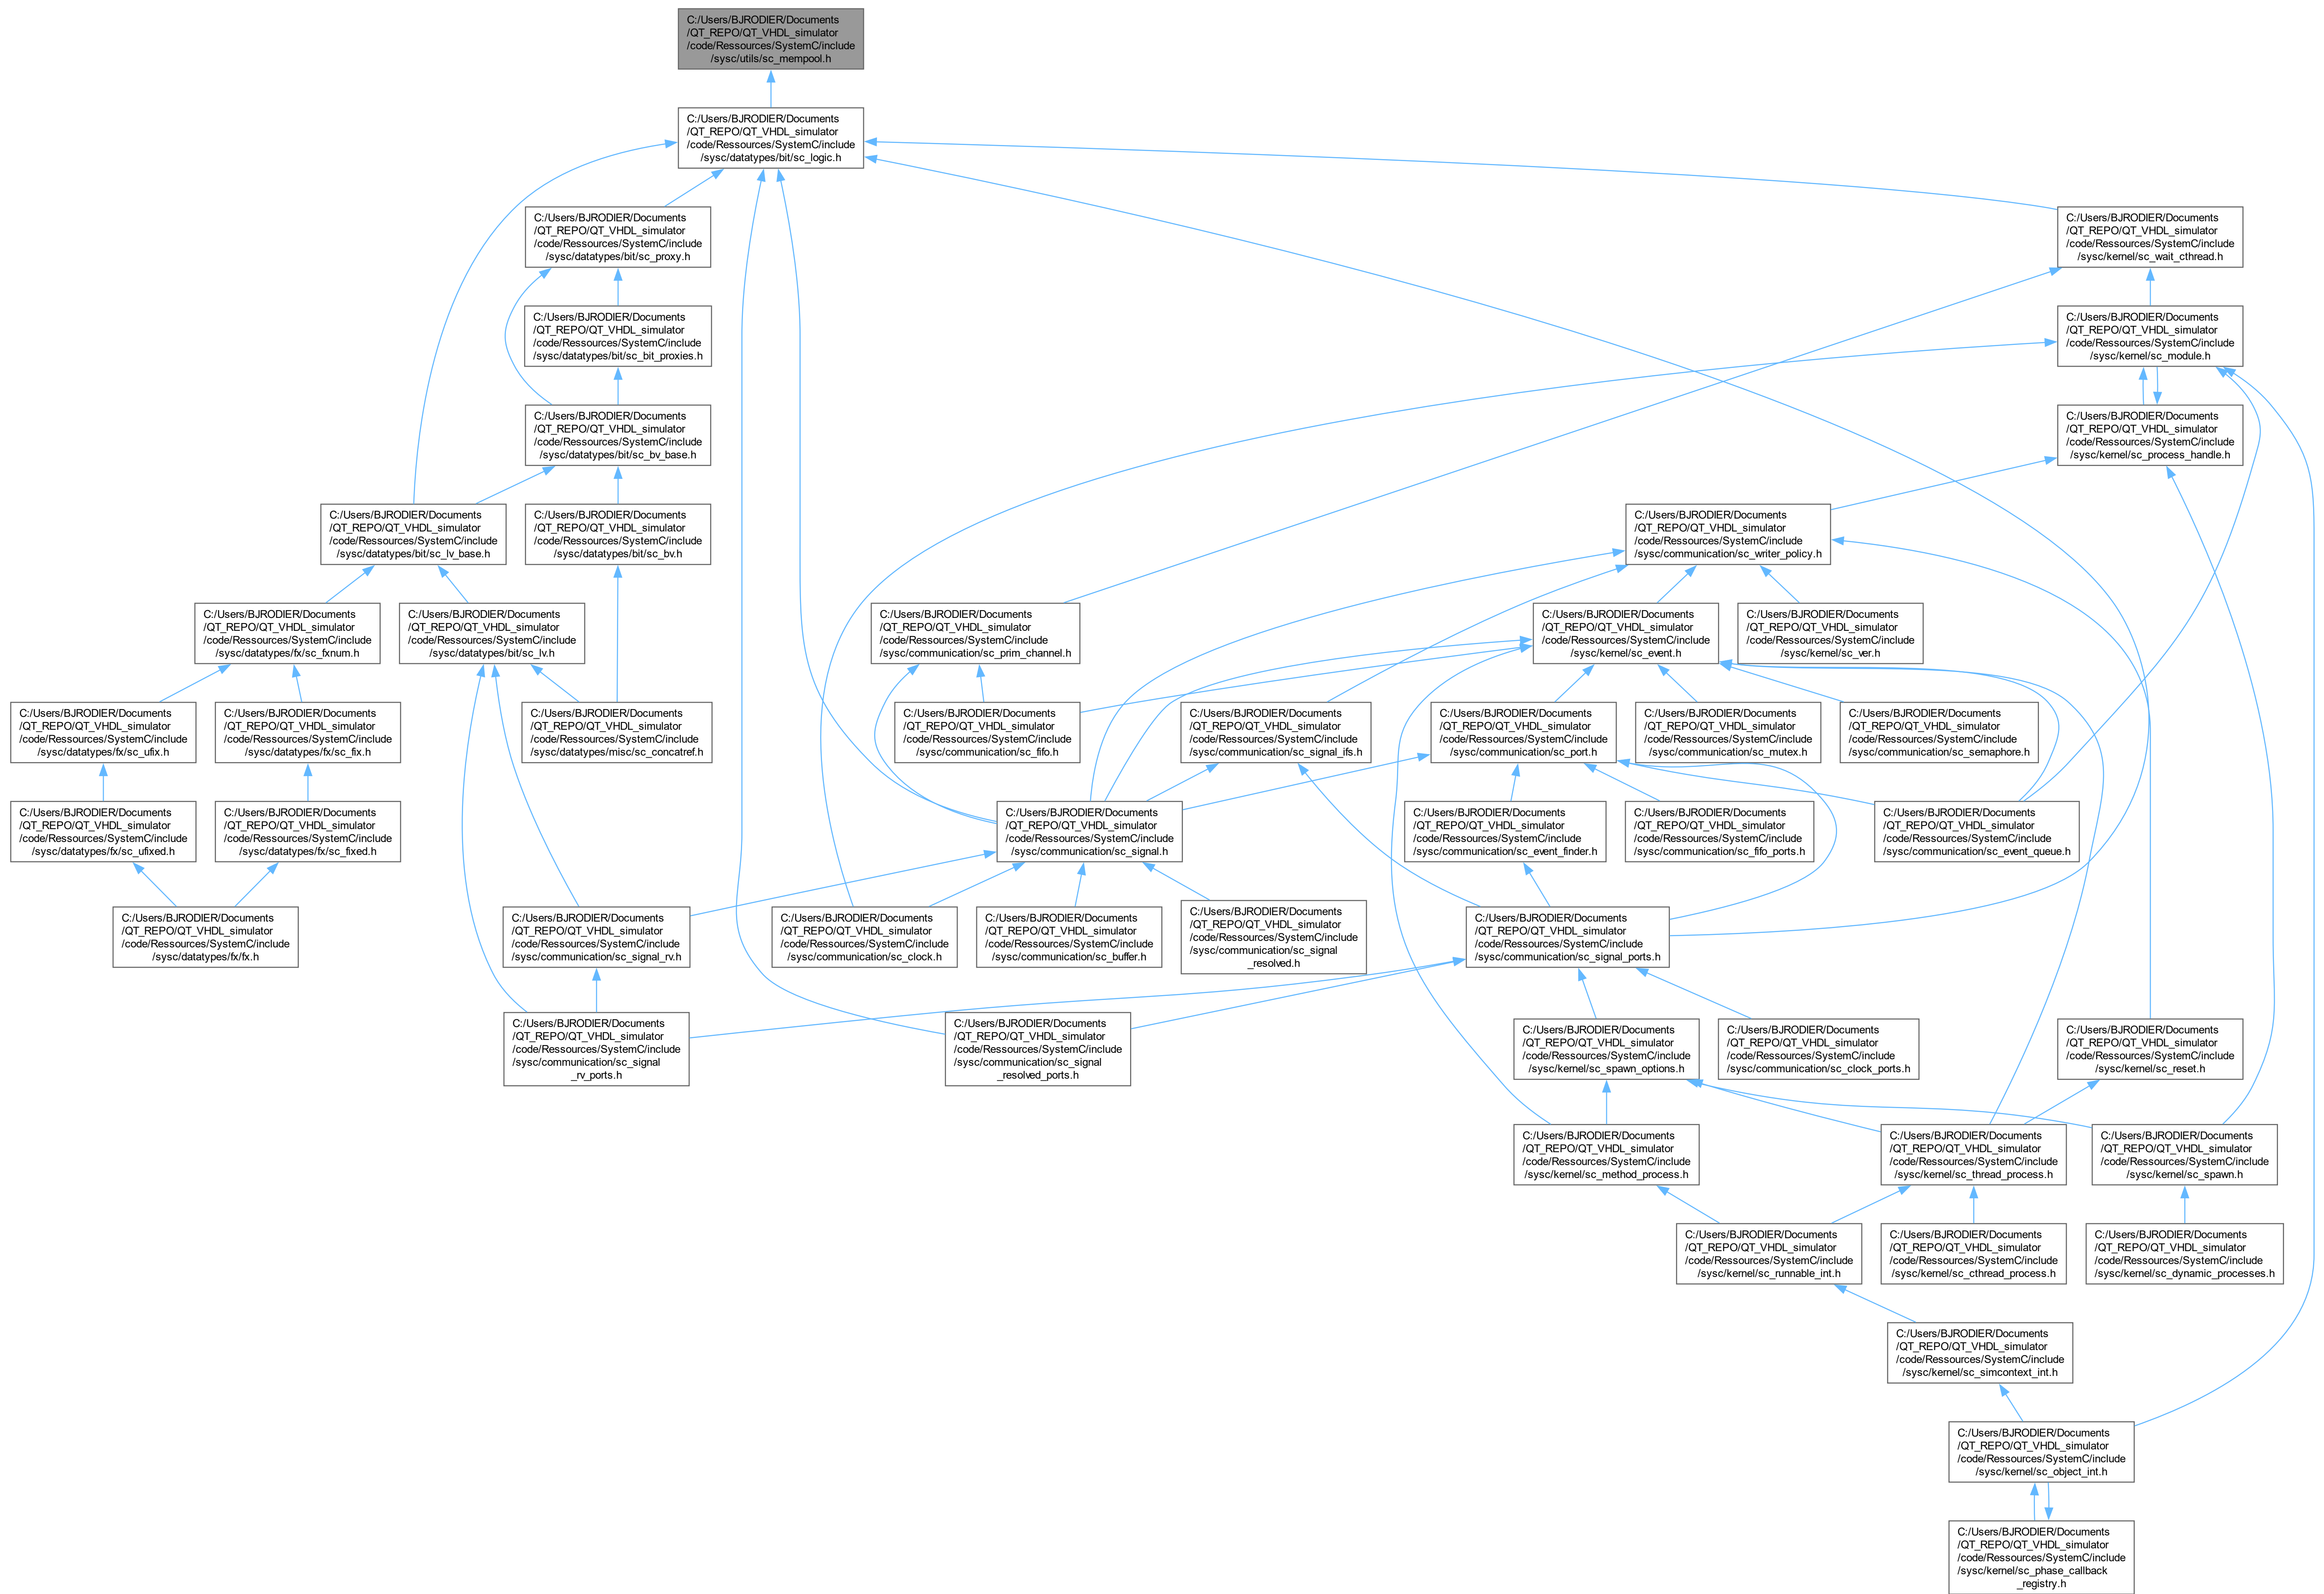 C:/Users/BJRODIER/Documents
/QT_REPO/QT_VHDL_simulator
/code/Ressources/SystemC/include
/sysc/utils/sc_mempool.h
C:/Users/BJRODIER/Documents
/QT_REPO/QT_VHDL_simulator
/code/Ressources/SystemC/include
/sysc/datatypes/bit/sc_logic.h
C:/Users/BJRODIER/Documents
/QT_REPO/QT_VHDL_simulator
/code/Ressources/SystemC/include
/sysc/datatypes/bit/sc_proxy.h
C:/Users/BJRODIER/Documents
/QT_REPO/QT_VHDL_simulator
/code/Ressources/SystemC/include
/sysc/kernel/sc_wait_cthread.h
C:/Users/BJRODIER/Documents
/QT_REPO/QT_VHDL_simulator
/code/Ressources/SystemC/include
/sysc/datatypes/bit/sc_bit_proxies.h
C:/Users/BJRODIER/Documents
/QT_REPO/QT_VHDL_simulator
/code/Ressources/SystemC/include
/sysc/kernel/sc_module.h
C:/Users/BJRODIER/Documents
/QT_REPO/QT_VHDL_simulator
/code/Ressources/SystemC/include
/sysc/datatypes/bit/sc_bv_base.h
C:/Users/BJRODIER/Documents
/QT_REPO/QT_VHDL_simulator
/code/Ressources/SystemC/include
/sysc/kernel/sc_process_handle.h
C:/Users/BJRODIER/Documents
/QT_REPO/QT_VHDL_simulator
/code/Ressources/SystemC/include
/sysc/datatypes/bit/sc_lv_base.h
C:/Users/BJRODIER/Documents
/QT_REPO/QT_VHDL_simulator
/code/Ressources/SystemC/include
/sysc/datatypes/bit/sc_bv.h
C:/Users/BJRODIER/Documents
/QT_REPO/QT_VHDL_simulator
/code/Ressources/SystemC/include
/sysc/communication/sc_writer_policy.h
C:/Users/BJRODIER/Documents
/QT_REPO/QT_VHDL_simulator
/code/Ressources/SystemC/include
/sysc/datatypes/fx/sc_fxnum.h
C:/Users/BJRODIER/Documents
/QT_REPO/QT_VHDL_simulator
/code/Ressources/SystemC/include
/sysc/datatypes/bit/sc_lv.h
C:/Users/BJRODIER/Documents
/QT_REPO/QT_VHDL_simulator
/code/Ressources/SystemC/include
/sysc/communication/sc_prim_channel.h
C:/Users/BJRODIER/Documents
/QT_REPO/QT_VHDL_simulator
/code/Ressources/SystemC/include
/sysc/kernel/sc_event.h
C:/Users/BJRODIER/Documents
/QT_REPO/QT_VHDL_simulator
/code/Ressources/SystemC/include
/sysc/kernel/sc_ver.h
C:/Users/BJRODIER/Documents
/QT_REPO/QT_VHDL_simulator
/code/Ressources/SystemC/include
/sysc/datatypes/fx/sc_ufix.h
C:/Users/BJRODIER/Documents
/QT_REPO/QT_VHDL_simulator
/code/Ressources/SystemC/include
/sysc/datatypes/fx/sc_fix.h
C:/Users/BJRODIER/Documents
/QT_REPO/QT_VHDL_simulator
/code/Ressources/SystemC/include
/sysc/datatypes/misc/sc_concatref.h
C:/Users/BJRODIER/Documents
/QT_REPO/QT_VHDL_simulator
/code/Ressources/SystemC/include
/sysc/communication/sc_fifo.h
C:/Users/BJRODIER/Documents
/QT_REPO/QT_VHDL_simulator
/code/Ressources/SystemC/include
/sysc/communication/sc_signal_ifs.h
C:/Users/BJRODIER/Documents
/QT_REPO/QT_VHDL_simulator
/code/Ressources/SystemC/include
/sysc/communication/sc_port.h
C:/Users/BJRODIER/Documents
/QT_REPO/QT_VHDL_simulator
/code/Ressources/SystemC/include
/sysc/communication/sc_mutex.h
C:/Users/BJRODIER/Documents
/QT_REPO/QT_VHDL_simulator
/code/Ressources/SystemC/include
/sysc/communication/sc_semaphore.h
C:/Users/BJRODIER/Documents
/QT_REPO/QT_VHDL_simulator
/code/Ressources/SystemC/include
/sysc/datatypes/fx/sc_ufixed.h
C:/Users/BJRODIER/Documents
/QT_REPO/QT_VHDL_simulator
/code/Ressources/SystemC/include
/sysc/datatypes/fx/sc_fixed.h
C:/Users/BJRODIER/Documents
/QT_REPO/QT_VHDL_simulator
/code/Ressources/SystemC/include
/sysc/communication/sc_signal.h
C:/Users/BJRODIER/Documents
/QT_REPO/QT_VHDL_simulator
/code/Ressources/SystemC/include
/sysc/communication/sc_event_finder.h
C:/Users/BJRODIER/Documents
/QT_REPO/QT_VHDL_simulator
/code/Ressources/SystemC/include
/sysc/communication/sc_fifo_ports.h
C:/Users/BJRODIER/Documents
/QT_REPO/QT_VHDL_simulator
/code/Ressources/SystemC/include
/sysc/communication/sc_event_queue.h
C:/Users/BJRODIER/Documents
/QT_REPO/QT_VHDL_simulator
/code/Ressources/SystemC/include
/sysc/datatypes/fx/fx.h
C:/Users/BJRODIER/Documents
/QT_REPO/QT_VHDL_simulator
/code/Ressources/SystemC/include
/sysc/communication/sc_signal_rv.h
C:/Users/BJRODIER/Documents
/QT_REPO/QT_VHDL_simulator
/code/Ressources/SystemC/include
/sysc/communication/sc_clock.h
C:/Users/BJRODIER/Documents
/QT_REPO/QT_VHDL_simulator
/code/Ressources/SystemC/include
/sysc/communication/sc_buffer.h
C:/Users/BJRODIER/Documents
/QT_REPO/QT_VHDL_simulator
/code/Ressources/SystemC/include
/sysc/communication/sc_signal
_resolved.h
C:/Users/BJRODIER/Documents
/QT_REPO/QT_VHDL_simulator
/code/Ressources/SystemC/include
/sysc/communication/sc_signal_ports.h
C:/Users/BJRODIER/Documents
/QT_REPO/QT_VHDL_simulator
/code/Ressources/SystemC/include
/sysc/communication/sc_signal
_rv_ports.h
C:/Users/BJRODIER/Documents
/QT_REPO/QT_VHDL_simulator
/code/Ressources/SystemC/include
/sysc/communication/sc_signal
_resolved_ports.h
C:/Users/BJRODIER/Documents
/QT_REPO/QT_VHDL_simulator
/code/Ressources/SystemC/include
/sysc/kernel/sc_spawn_options.h
C:/Users/BJRODIER/Documents
/QT_REPO/QT_VHDL_simulator
/code/Ressources/SystemC/include
/sysc/communication/sc_clock_ports.h
C:/Users/BJRODIER/Documents
/QT_REPO/QT_VHDL_simulator
/code/Ressources/SystemC/include
/sysc/kernel/sc_reset.h
C:/Users/BJRODIER/Documents
/QT_REPO/QT_VHDL_simulator
/code/Ressources/SystemC/include
/sysc/kernel/sc_method_process.h
C:/Users/BJRODIER/Documents
/QT_REPO/QT_VHDL_simulator
/code/Ressources/SystemC/include
/sysc/kernel/sc_thread_process.h
C:/Users/BJRODIER/Documents
/QT_REPO/QT_VHDL_simulator
/code/Ressources/SystemC/include
/sysc/kernel/sc_spawn.h
C:/Users/BJRODIER/Documents
/QT_REPO/QT_VHDL_simulator
/code/Ressources/SystemC/include
/sysc/kernel/sc_runnable_int.h
C:/Users/BJRODIER/Documents
/QT_REPO/QT_VHDL_simulator
/code/Ressources/SystemC/include
/sysc/kernel/sc_cthread_process.h
C:/Users/BJRODIER/Documents
/QT_REPO/QT_VHDL_simulator
/code/Ressources/SystemC/include
/sysc/kernel/sc_dynamic_processes.h
C:/Users/BJRODIER/Documents
/QT_REPO/QT_VHDL_simulator
/code/Ressources/SystemC/include
/sysc/kernel/sc_simcontext_int.h
C:/Users/BJRODIER/Documents
/QT_REPO/QT_VHDL_simulator
/code/Ressources/SystemC/include
/sysc/kernel/sc_object_int.h
C:/Users/BJRODIER/Documents
/QT_REPO/QT_VHDL_simulator
/code/Ressources/SystemC/include
/sysc/kernel/sc_phase_callback
_registry.h